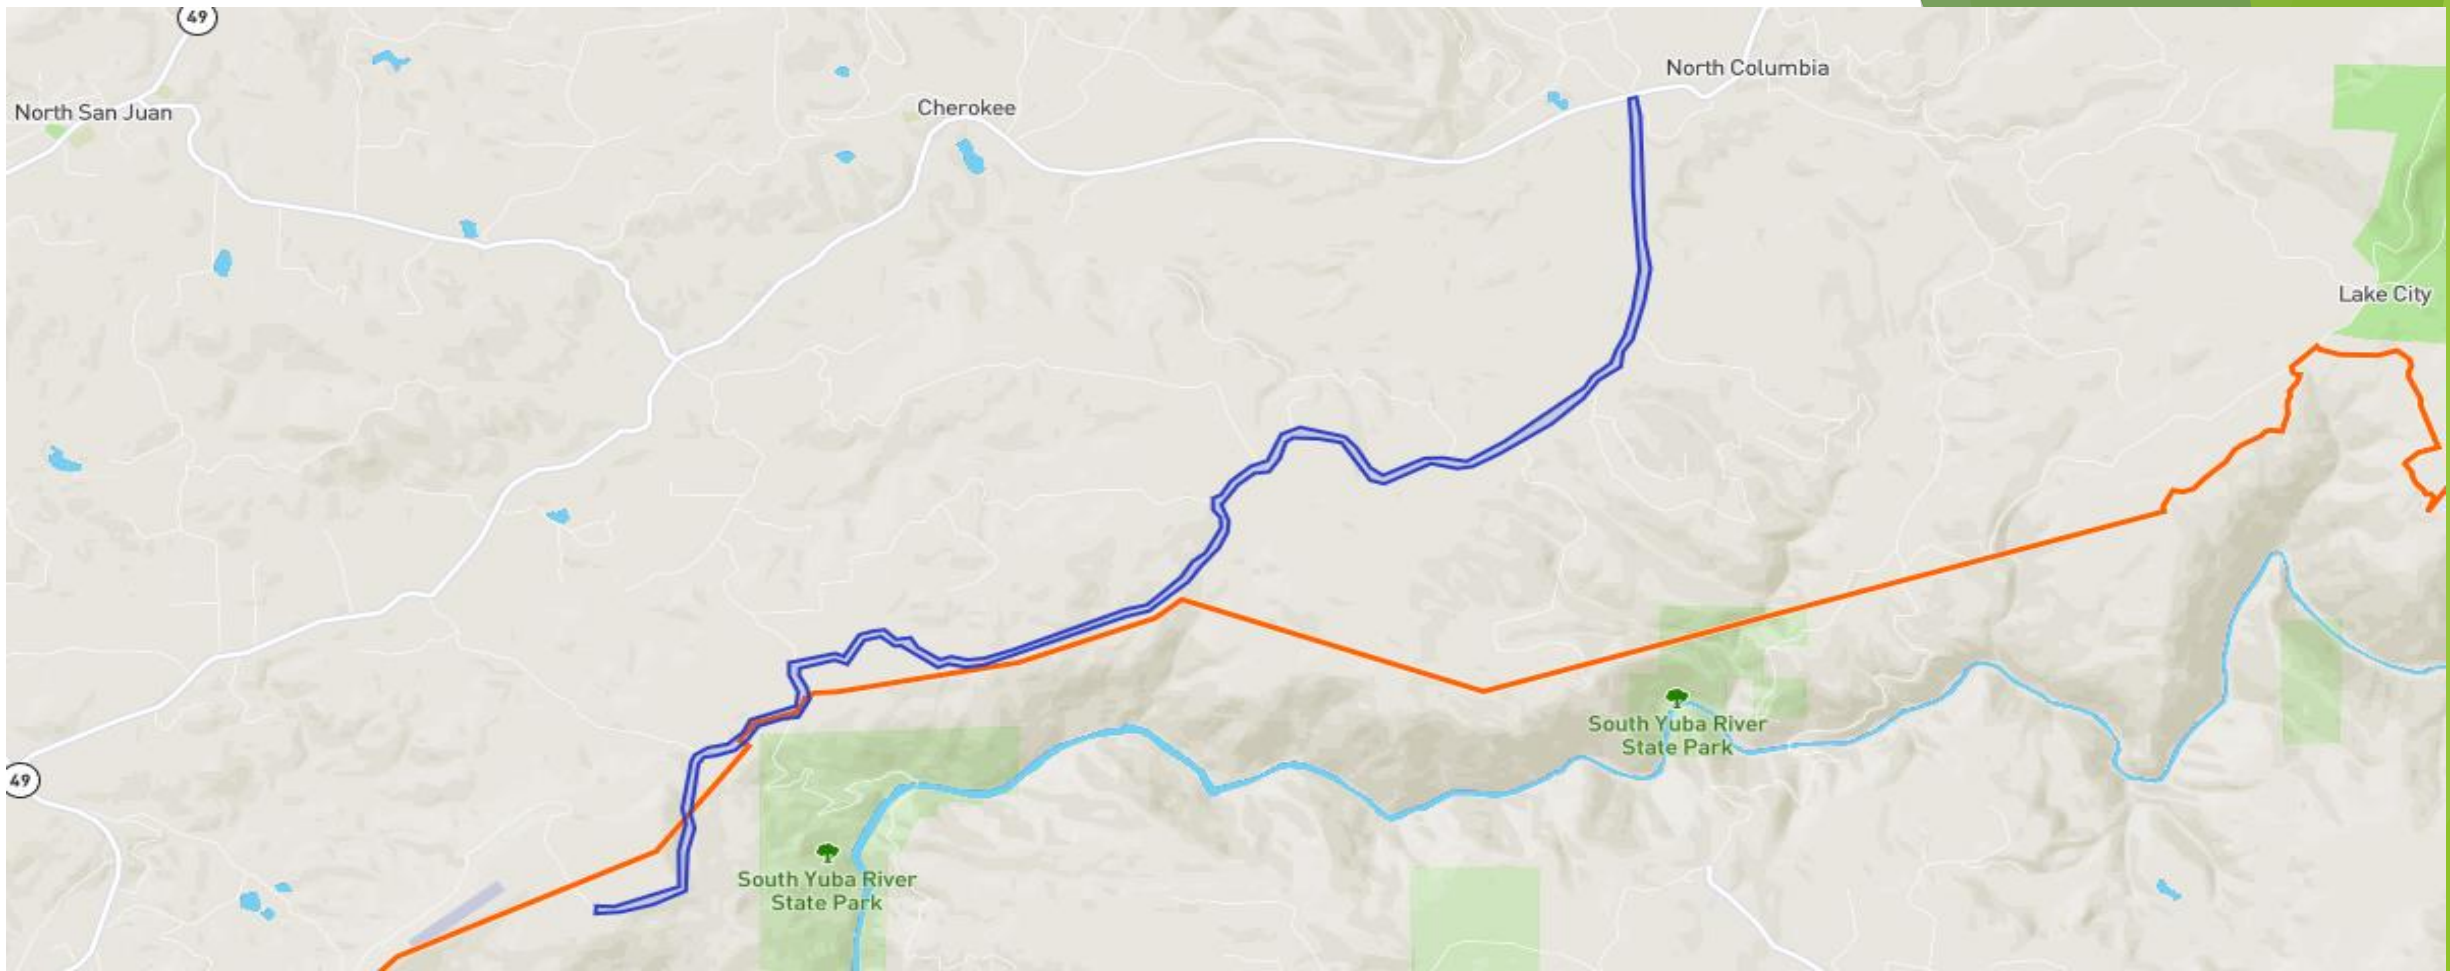 49
North Columbia
North San Juan
Cherokee
Lake City
South Yuba River
State Park
49
South Yuba River
State Park